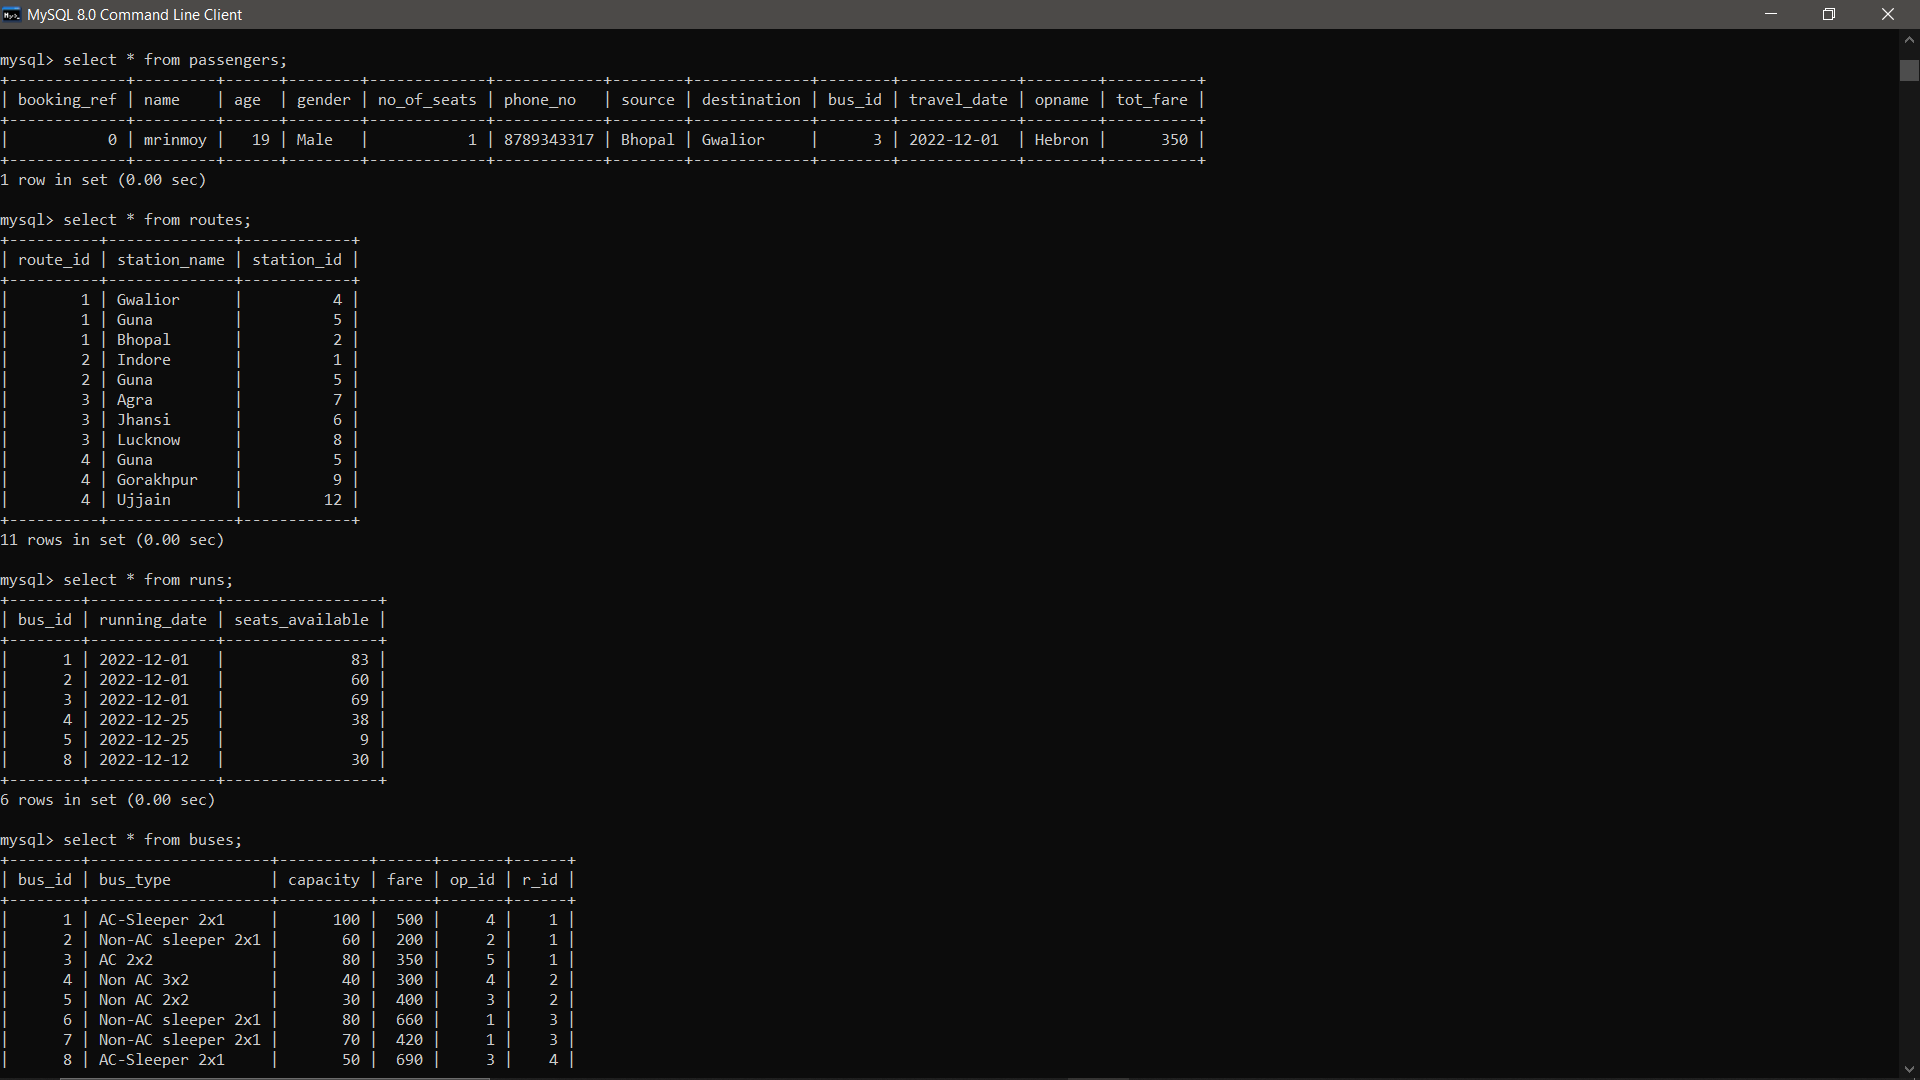 MySQL 8.0 Command Line Client
mysql> select * from passengers;
+-------------+---------+------+--------+-------------+------------+--------+-------------+--------+-------------+--------+----------+
| booking_ref | name    | age  | gender | no_of_seats | phone_no   | source | destination | bus_id | travel_date | opname | tot_fare |
+-------------+---------+------+--------+-------------+------------+--------+-------------+--------+-------------+--------+----------+
|           0 | mrinmoy |   19 | Male   |           1 | 8789343317 | Bhopal | Gwalior     |      3 | 2022-12-01  | Hebron |      350 |
+-------------+---------+------+--------+-------------+------------+--------+-------------+--------+-------------+--------+----------+
1 row in set (0.00 sec)
mysql> select * from routes;
+----------+--------------+------------+
| route_id | station_name | station_id |
+----------+--------------+------------+
|        1 | Gwalior      |          4 |
|        1 | Guna         |          5 |
|        1 | Bhopal       |          2 |
|        2 | Indore       |          1 |
|        2 | Guna         |          5 |
|        3 | Agra         |          7 |
|        3 | Jhansi       |          6 |
|        3 | Lucknow      |          8 |
|        4 | Guna         |          5 |
|        4 | Gorakhpur    |          9 |
|        4 | Ujjain       |         12 |
+----------+--------------+------------+
11 rows in set (0.00 sec)
mysql> select * from runs;
+--------+--------------+-----------------+
| bus_id | running_date | seats_available |
+--------+--------------+-----------------+
|      1 | 2022-12-01   |              83 |
|      2 | 2022-12-01   |              60 |
|      3 | 2022-12-01   |              69 |
|      4 | 2022-12-25   |              38 |
|      5 | 2022-12-25   |               9 |
|      8 | 2022-12-12   |              30 |
+--------+--------------+-----------------+
6 rows in set (0.00 sec)
mysql> select * from buses;
+--------+--------------------+----------+------+-------+------+
| bus_id | bus_type           | capacity | fare | op_id | r_id |
+--------+--------------------+----------+------+-------+------+
|      1 | AC-Sleeper 2x1     |      100 |  500 |     4 |    1 |
|      2 | Non-AC sleeper 2x1 |       60 |  200 |     2 |    1 |
|      3 | AC 2x2             |       80 |  350 |     5 |    1 |
|      4 | Non AC 3x2         |       40 |  300 |     4 |    2 |
|      5 | Non AC 2x2         |       30 |  400 |     3 |    2 |
|      6 | Non-AC sleeper 2x1 |       80 |  660 |     1 |    3 |
|      7 | Non-AC sleeper 2x1 |       70 |  420 |     1 |    3 |
|      8 | AC-Sleeper 2x1     |       50 |  690 |     3 |    4 |